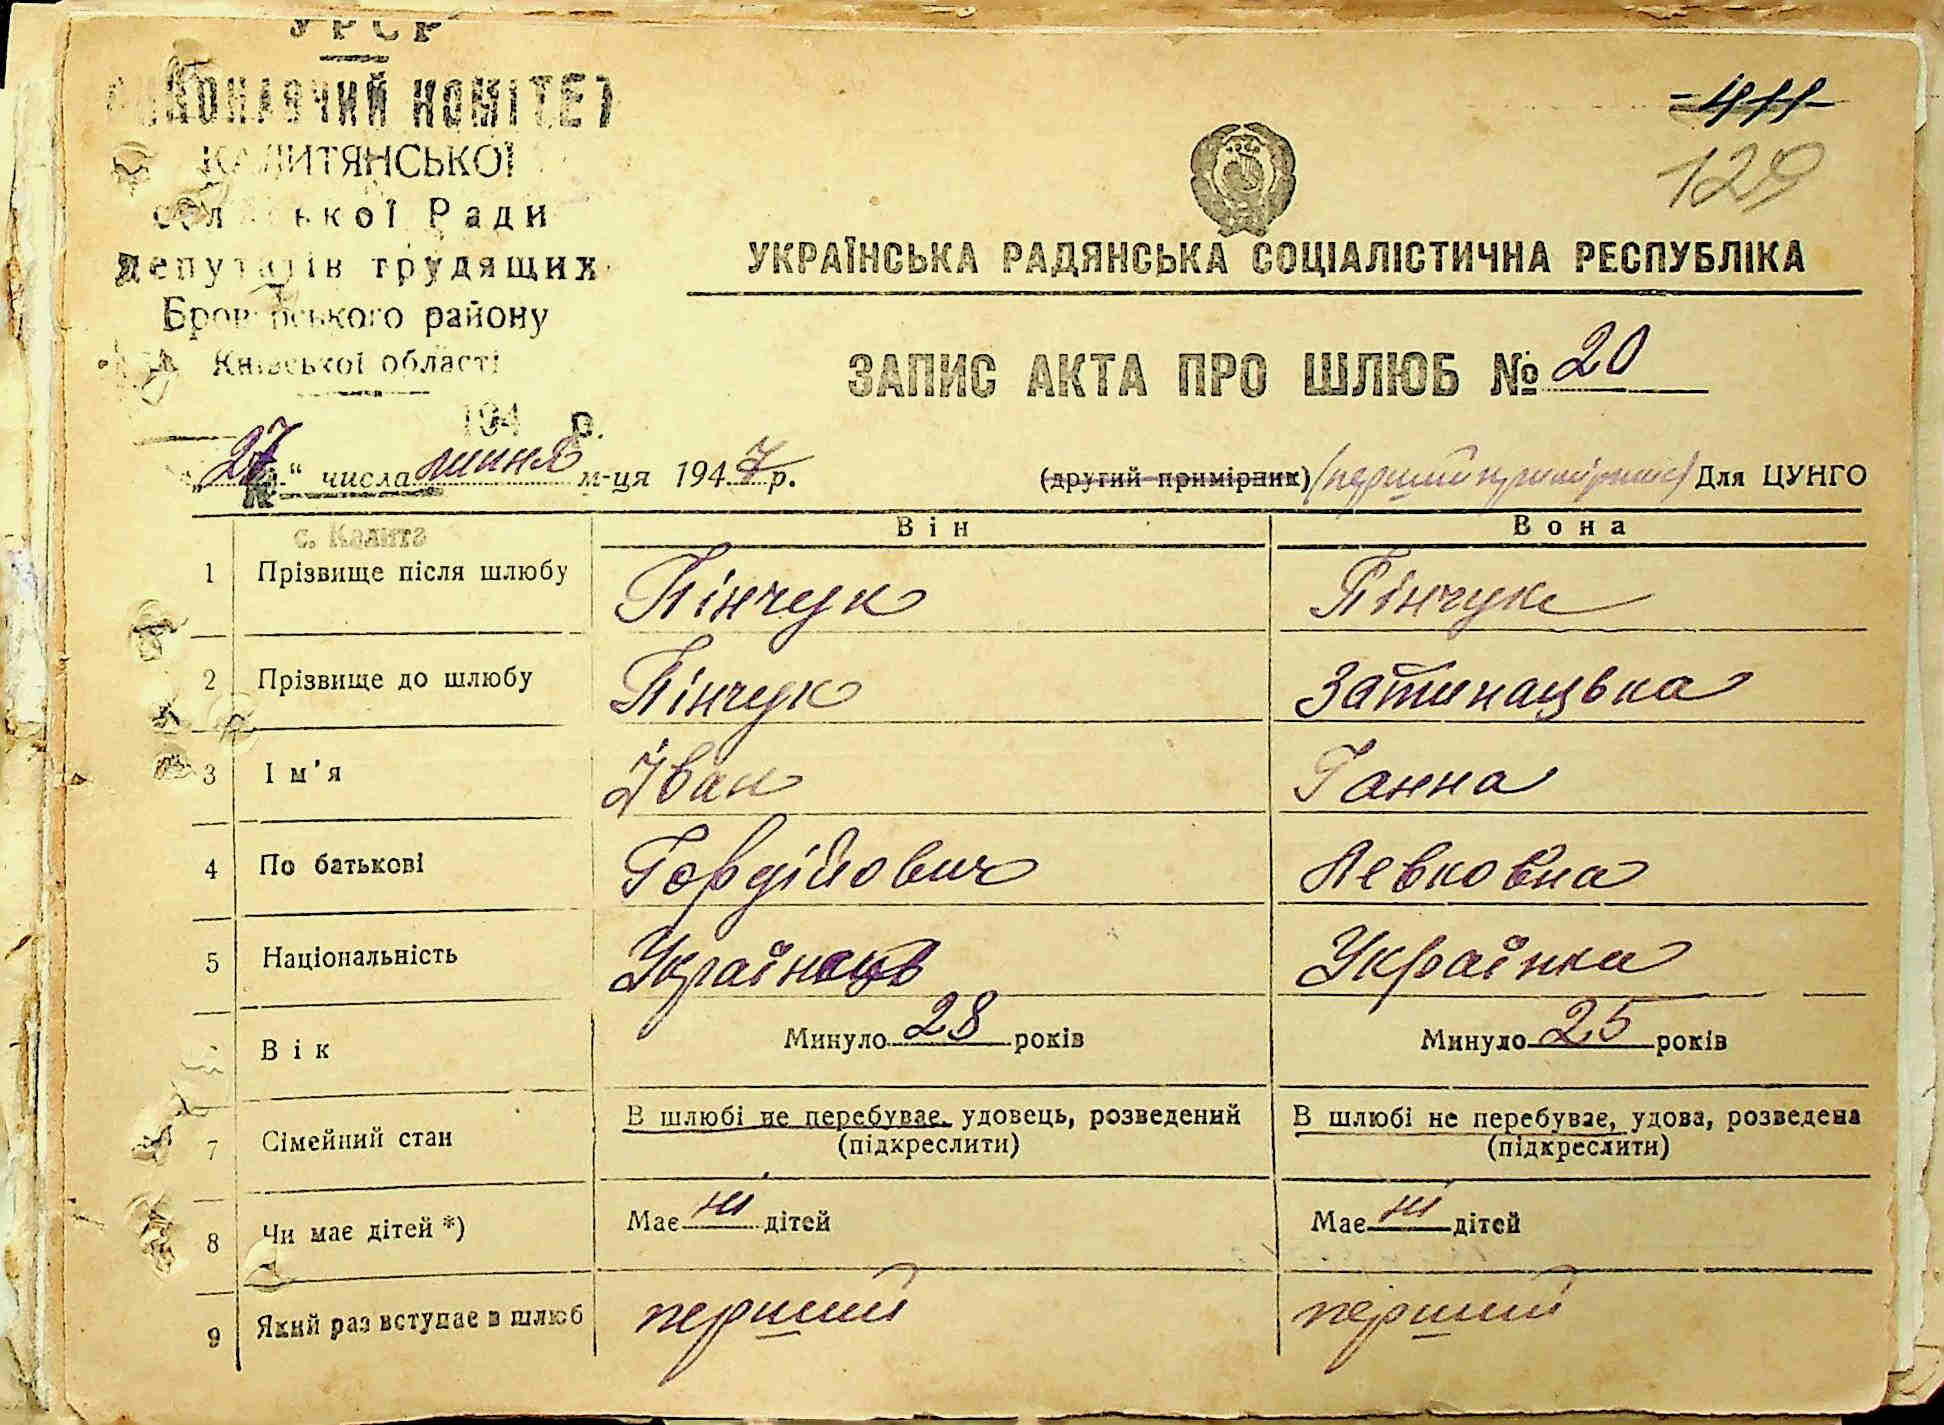 УРСР
ВИКОНАВЧИЙ КОМІТЕТ
КАЛИТЯНСЬКОЇ
сільської Ради
депутатів трудящих
Броварського району
Київської області
194 р.
-411-
129
УКРАЇНСЬКА РАДЯНСЬКА СОЦІАЛІСТИЧНА РЕСПУБЛІКА
ЗАПИС АКТА ПРО ШЛЮБ № 20
„27“ числа липня м-ця 1947 р.
(другий примірник) (перший примірник) Для ЦУНГО
с. Калита
Він Вона
1 Прізвище після шлюбу Пінчук Пінчук
2 Прізвище до шлюбу Пінчук Затинацька
3 Ім'я Іван Ганна
4 По батькові Гордійович Левковна
5 Національність Українець Українка
Вік Минуло 28 років Минуло 25 років
7 Сімейний стан В шлюбі не перебуває, удовець, розведений В шлюбі не перебуває, удова, розведена
(підкреслити) (підкреслити)
8 Чи має дітей *) Має ні дітей Має ні дітей
9 Який раз вступає в шлюб перший перший